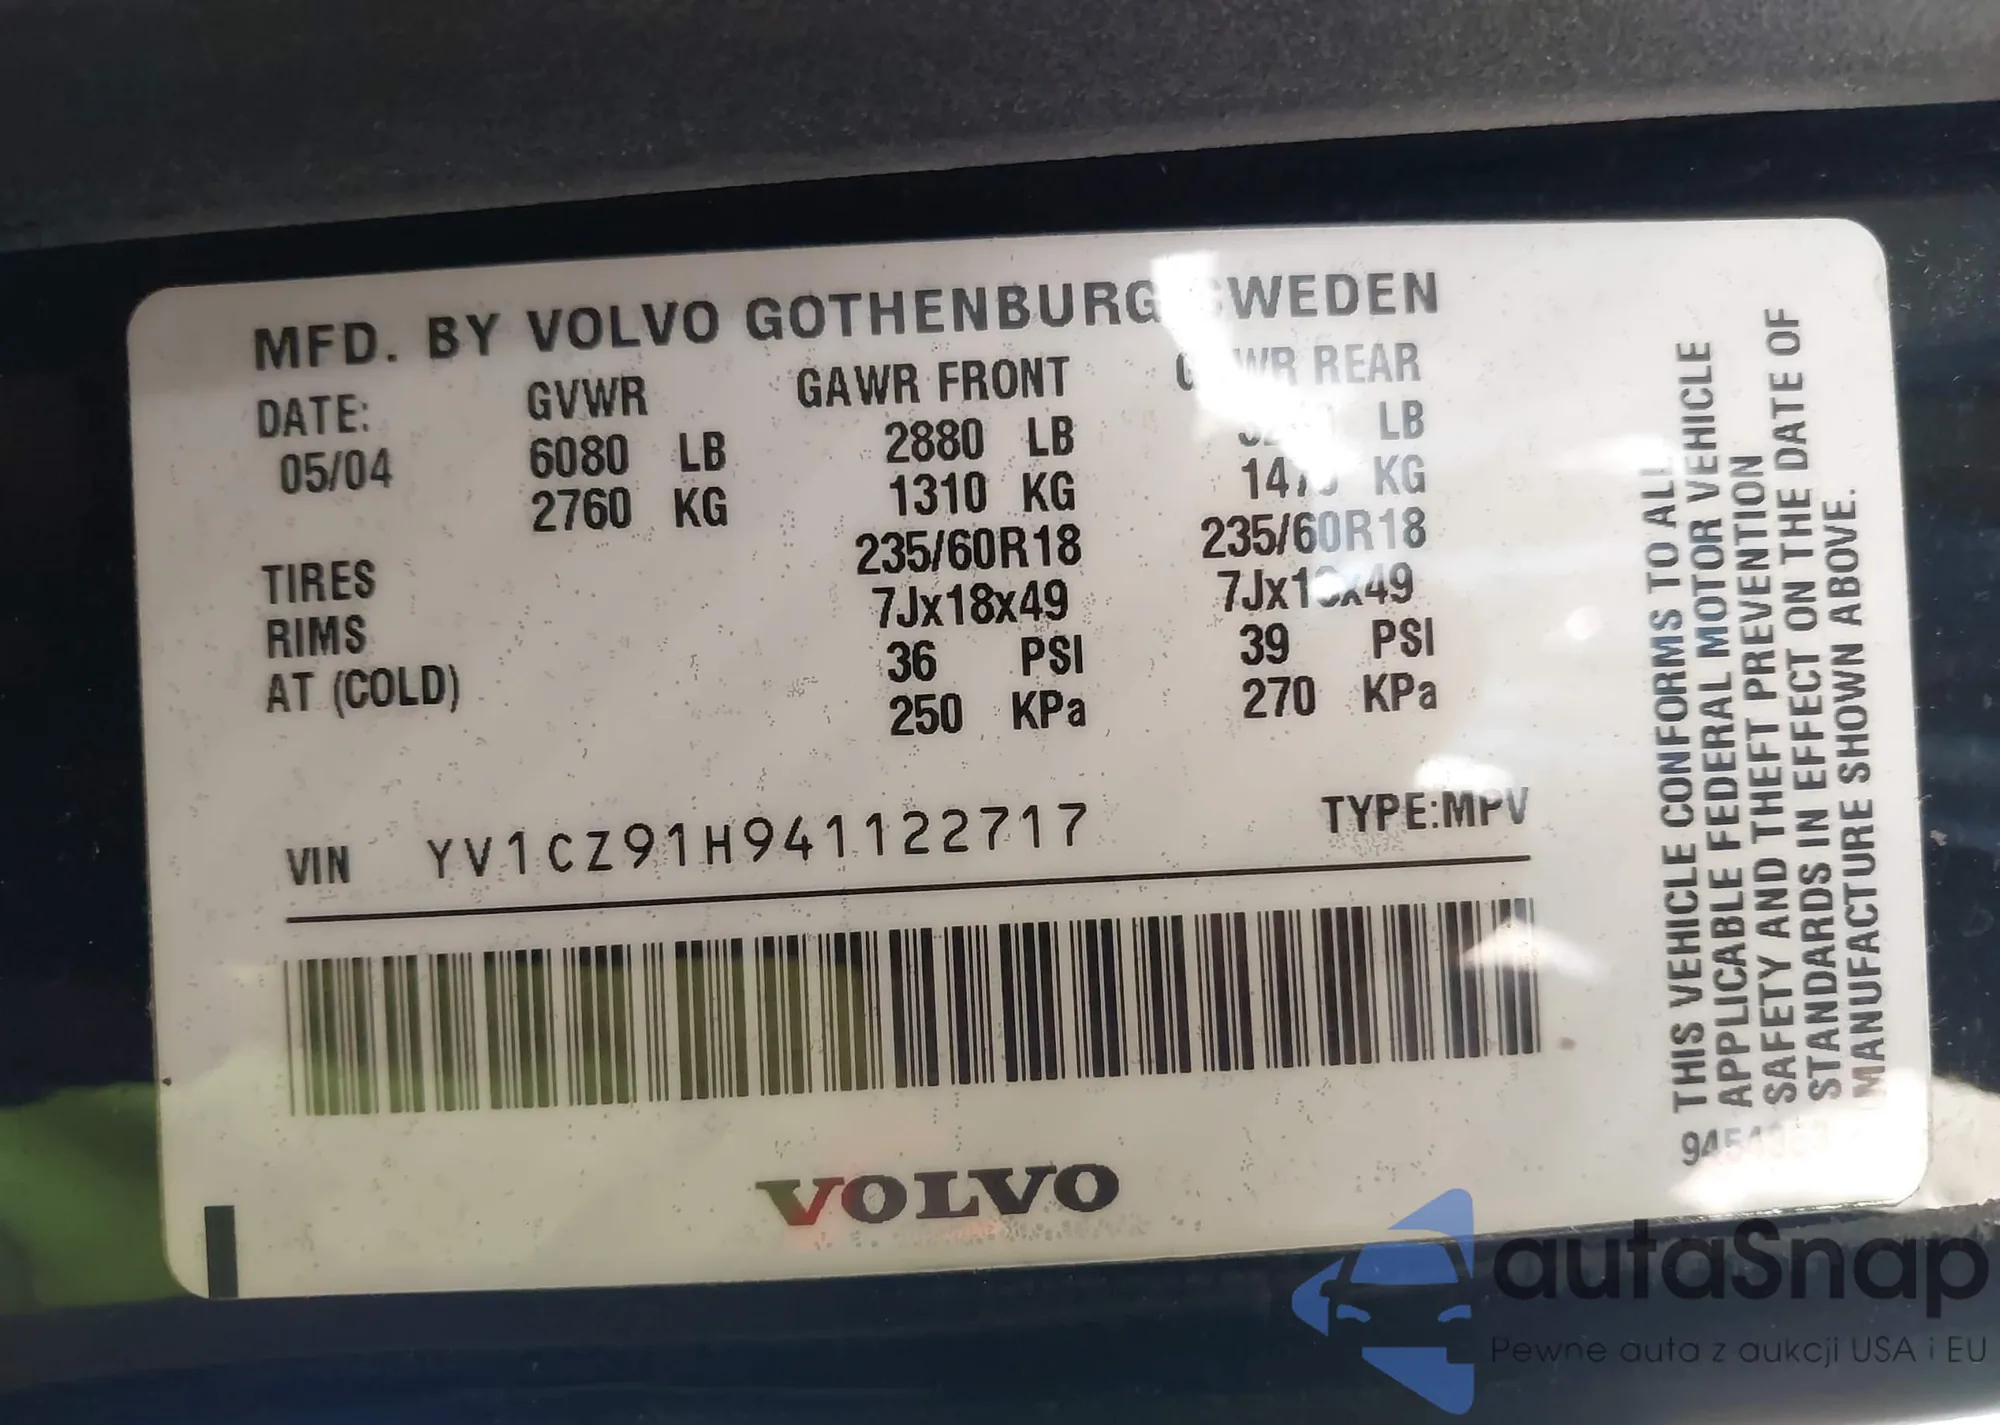 MFD. BY VOLVO GOTHENBURG SWEDEN
DATE: GVWR GAWR FRONT REAR
05/04 6080 LB 2880 LB LB
2760 KG 1310 KG KG
TIRES 235/60R18 235/60R18
RIMS 7Jx18x49 7Jx18x49
AT (COLD) 36 PSI 39 PSI
250 KPa 270 KPa
VIN YV1CZ91H941122717 TYPE:MPV
VOLVO
THIS VEHICLE CONFORMS TO ALL
APPLICABLE FEDERAL MOTOR VEHICLE
SAFETY AND THEFT PREVENTION
STANDARDS IN EFFECT ON THE DATE OF
MANUFACTURE SHOWN ABOVE.
autaSnap
Pewne auta z aukcji USA i EU